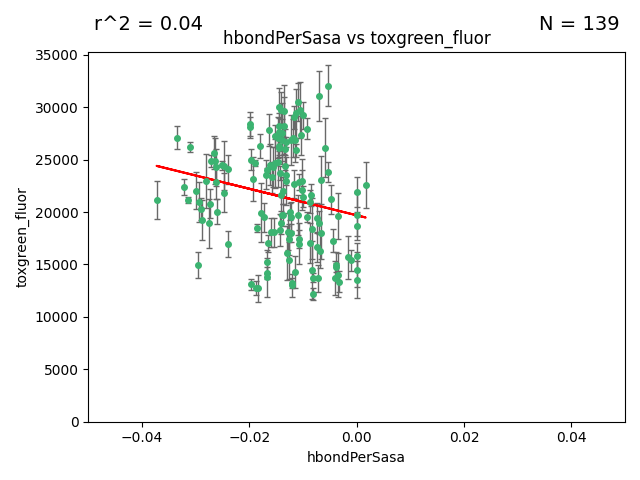 r^2 = 0.04
N = 139
hbondPerSasa vs toxgreen_fluor
35000
30000
25000
20000
15000
10000
5000
0
toxgreen_fluor
−0.04
−0.02
0.00
0.02
0.04
hbondPerSasa